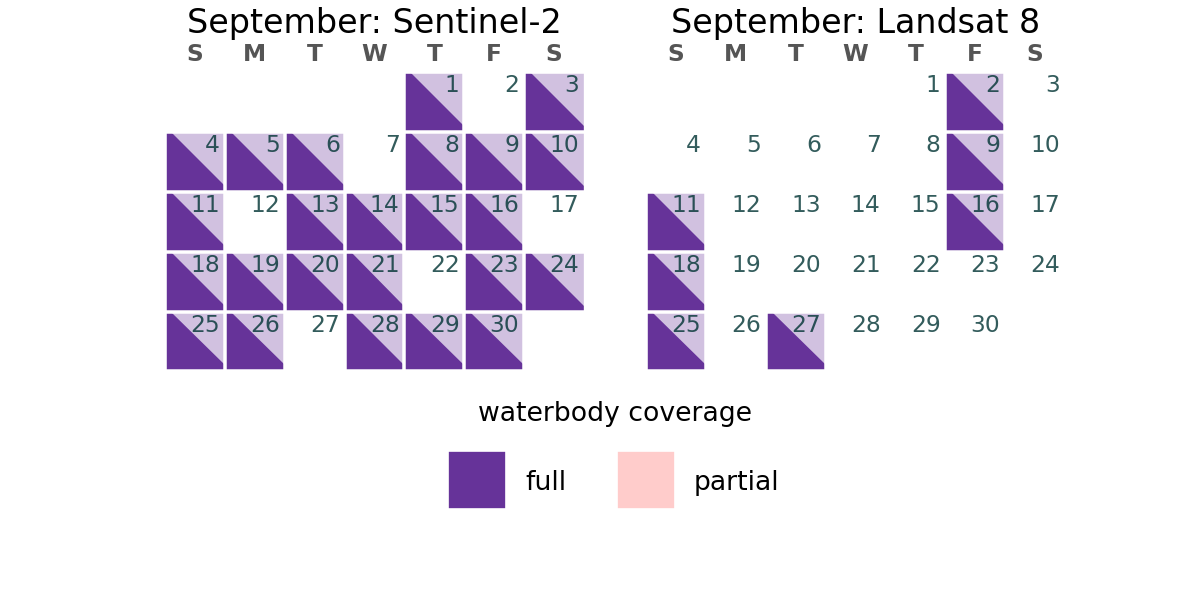 September: Sentinel-2
S M T W T F S
1 2 3
4 5 6 7 8 9 10
11 12 13 14 15 16 17
18 19 20 21 22 23 24
25 26 27 28 29 30
September: Landsat 8
S M T W T F S
1 2 3
4 5 6 7 8 9 10
11 12 13 14 15 16 17
18 19 20 21 22 23 24
25 26 27 28 29 30
waterbody coverage
full partial